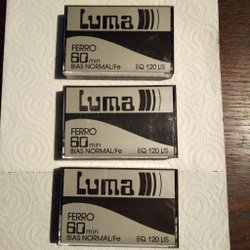 Luma
FERRO
60 min
BIAS NORMAL/Fe EQ 120 US
Luma
FERRO
60 min
BIAS NORMAL/Fe EQ 120 US
Luma
FERRO
60 min
BIAS NORMAL/Fe EQ 120 US